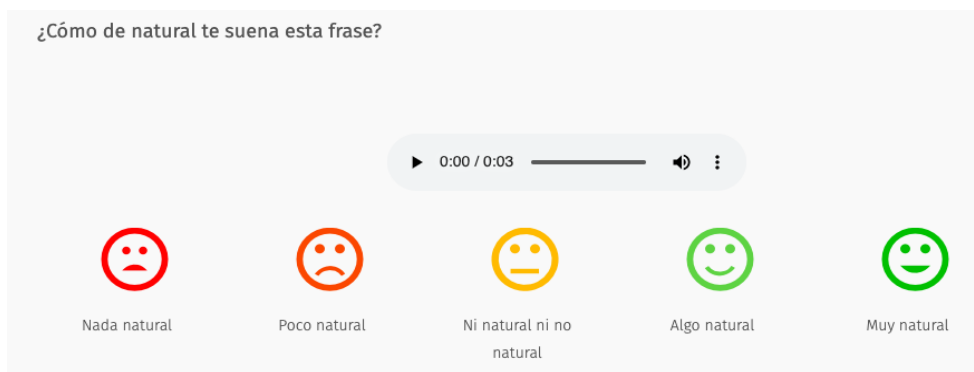 ¿Cómo de natural te suena esta frase?
0:00 / 0:03
Nada natural
Poco natural
Ni natural ni no
natural
Algo natural
Muy natural